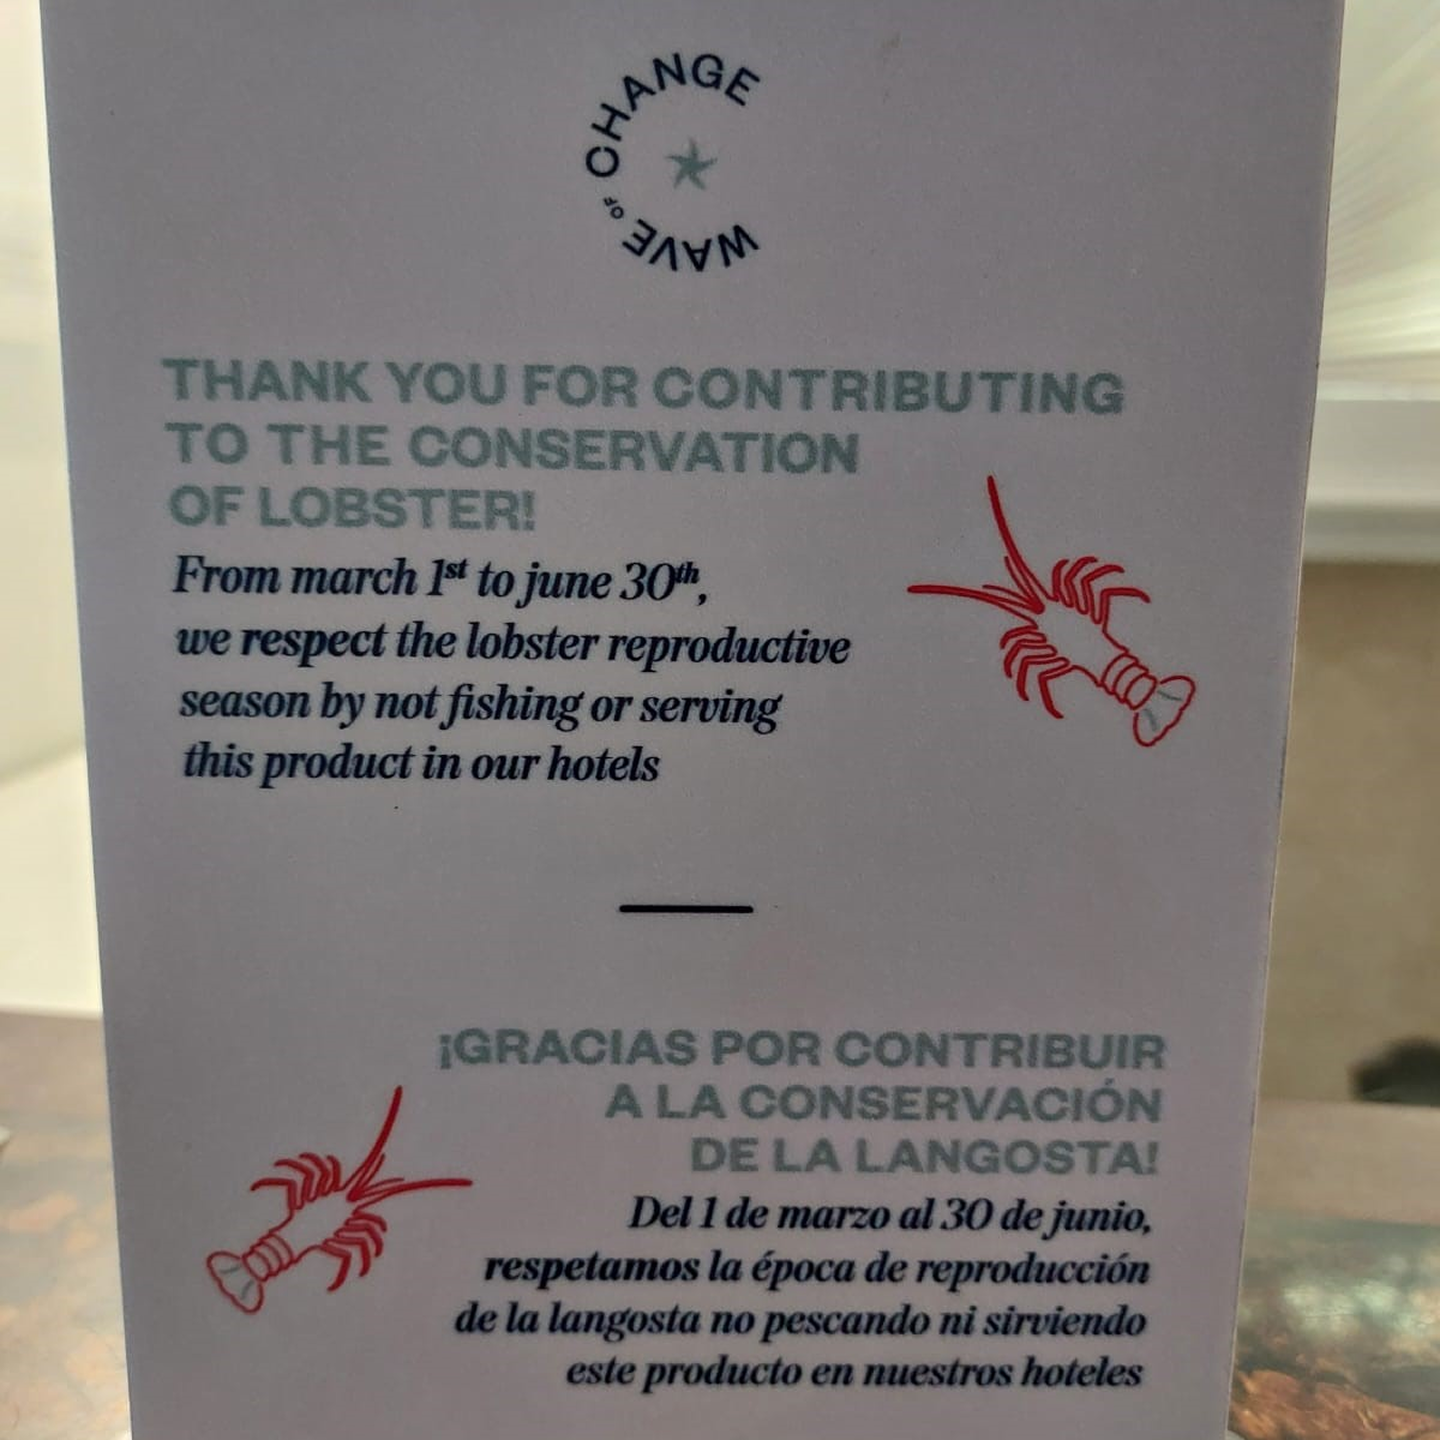 WAVE OF CHANGE
THANK YOU FOR CONTRIBUTING
TO THE CONSERVATION
OF LOBSTER!
From march 1st to june 30th,
we respect the lobster reproductive
season by not fishing or serving
this product in our hotels
¡GRACIAS POR CONTRIBUIR
A LA CONSERVACIÓN
DE LA LANGOSTA!
Del 1 de marzo al 30 de junio,
respetamos la época de reproducción
de la langosta no pescando ni sirviendo
este producto en nuestros hoteles